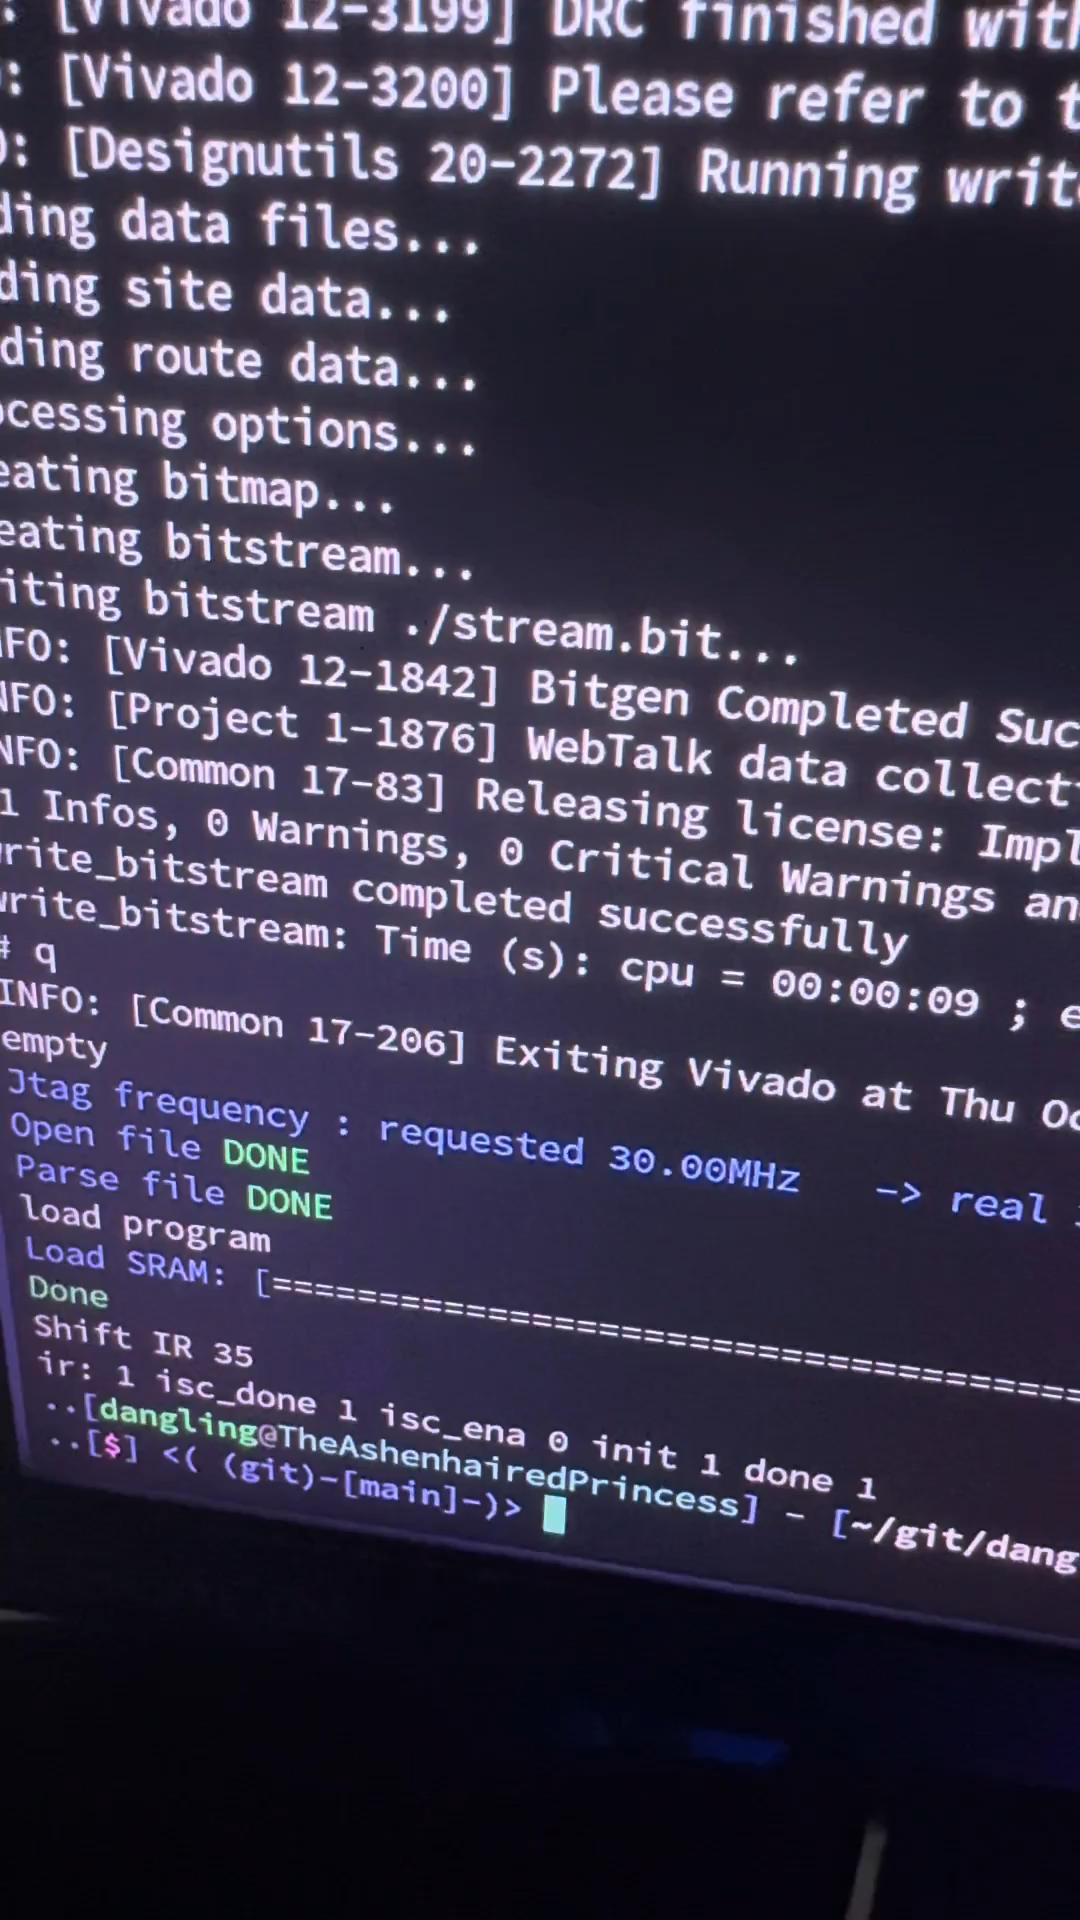 : [Vivado 12-3199] DRC finished with
: [Vivado 12-3200] Please refer to t
O: [Designutils 20-2272] Running writ
ding data files...
ding site data...
ding route data...
ocessing options...
eating bitmap...
eating bitstream...
iting bitstream ./stream.bit...
NFO: [Vivado 12-1842] Bitgen Completed Suc
NFO: [Project 1-1876] WebTalk data collect
NFO: [Common 17-83] Releasing license: Impl
1 Infos, 0 Warnings, 0 Critical Warnings an
write_bitstream completed successfully
write_bitstream: Time (s): cpu = 00:00:09 ; e
# q
INFO: [Common 17-206] Exiting Vivado at Thu Oc
empty
Jtag frequency : requested 30.00MHz -> real
Open file DONE
Parse file DONE
load program
Load SRAM: [==================================================
Done
Shift IR 35
ir: 1 isc_done 1 isc_ena 0 init 1 done 1
..[dangling@TheAshenhairedPrincess] - [~/git/dang
..[$] <( (git)-[main]-)>